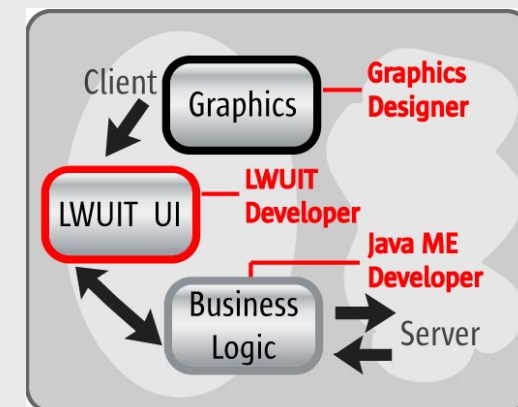 Client
Graphics
Graphics
Designer
LWUIT UI
LWUIT
Developer
Java ME
Developer
Business
Logic
Server